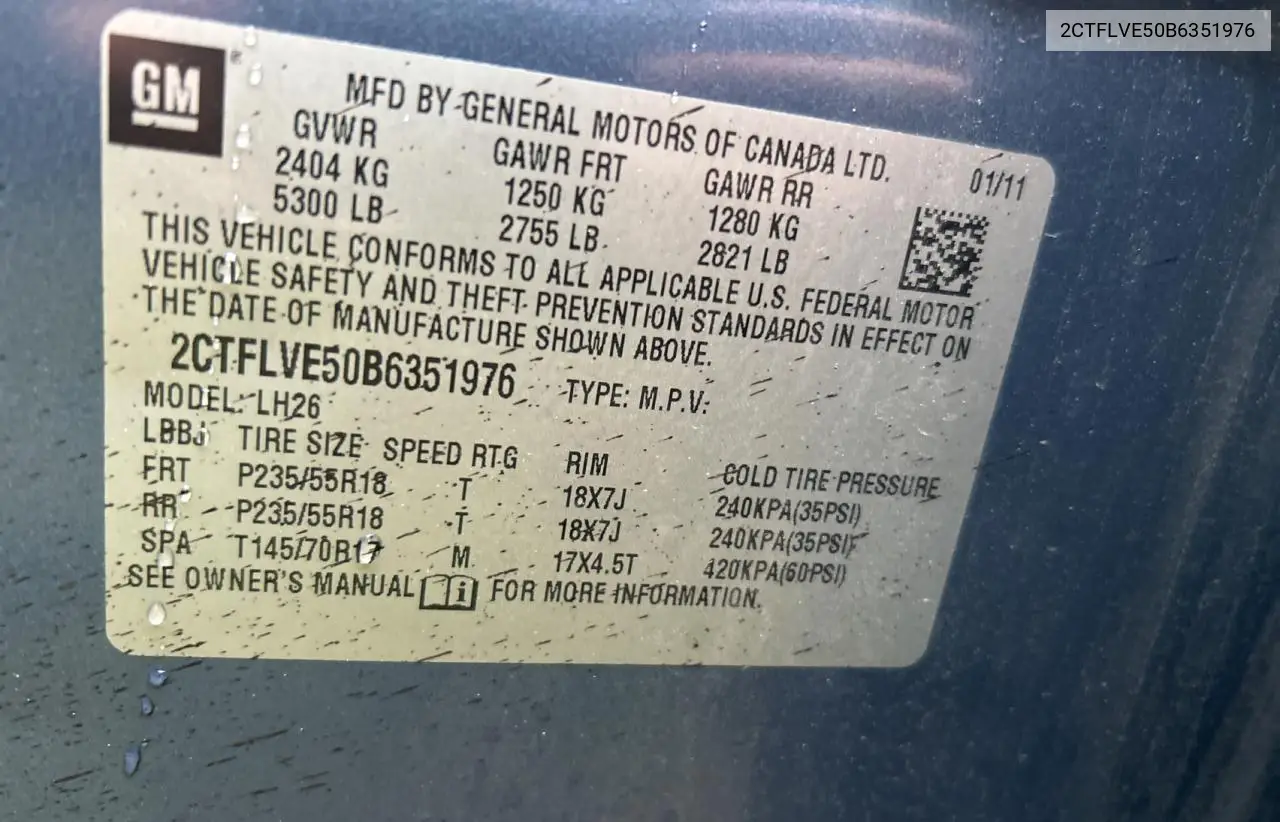 2CTFLVE50B6351976
GM ®
MFD BY GENERAL MOTORS OF CANADA LTD.
01/11
GVWR GAWR FRT GAWR RR
2404 KG 1250 KG 1280 KG
5300 LB 2755 LB 2821 LB
THIS VEHICLE CONFORMS TO ALL APPLICABLE U.S. FEDERAL MOTOR
VEHICLE SAFETY AND THEFT PREVENTION STANDARDS IN EFFECT ON
THE DATE OF MANUFACTURE SHOWN ABOVE.
2CTFLVE50B6351976 TYPE: M.P.V.
MODEL: LH26
LBBJ TIRE SIZE SPEED RTG RIM COLD TIRE PRESSURE
FRT P235/55R18 T 18X7J 240KPA(35PSI)
RR P235/55R18 T 18X7J 240KPA(35PSI)
SPA T145/70R17 M 17X4.5T 420KPA(60PSI)
SEE OWNER'S MANUAL FOR MORE INFORMATION.